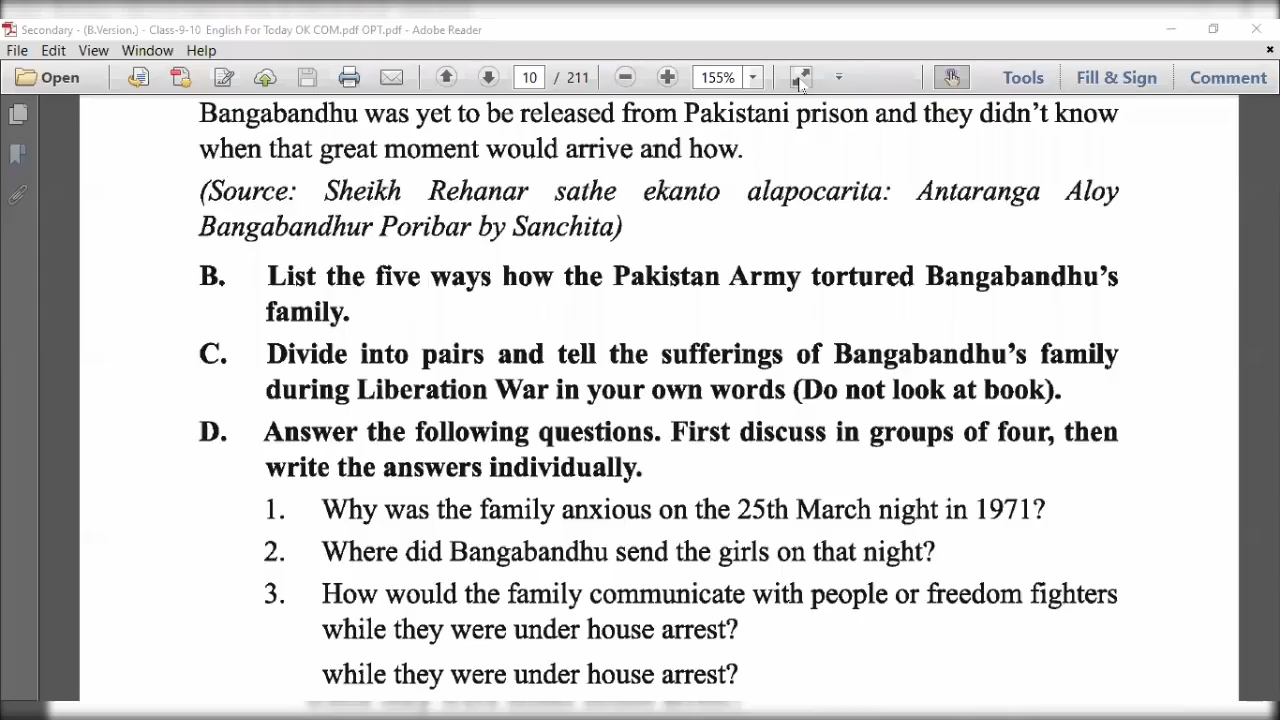 Secondary - (B.Version.) - Class-9-10 English For Today OK COM.pdf OPT.pdf - Adobe Reader
File Edit View Window Help
Open 10 / 211 155% Tools Fill & Sign Comment
Bangabandhu was yet to be released from Pakistani prison and they didn't know
when that great moment would arrive and how.
(Source: Sheikh Rehanar sathe ekanto alapocarita: Antaranga Aloy
Bangabandhur Poribar by Sanchita)
B. List the five ways how the Pakistan Army tortured Bangabandhu's
family.
C. Divide into pairs and tell the sufferings of Bangabandhu's family
during Liberation War in your own words (Do not look at book).
D. Answer the following questions. First discuss in groups of four, then
write the answers individually.
1. Why was the family anxious on the 25th March night in 1971?
2. Where did Bangabandhu send the girls on that night?
3. How would the family communicate with people or freedom fighters
while they were under house arrest?
while they were under house arrest?